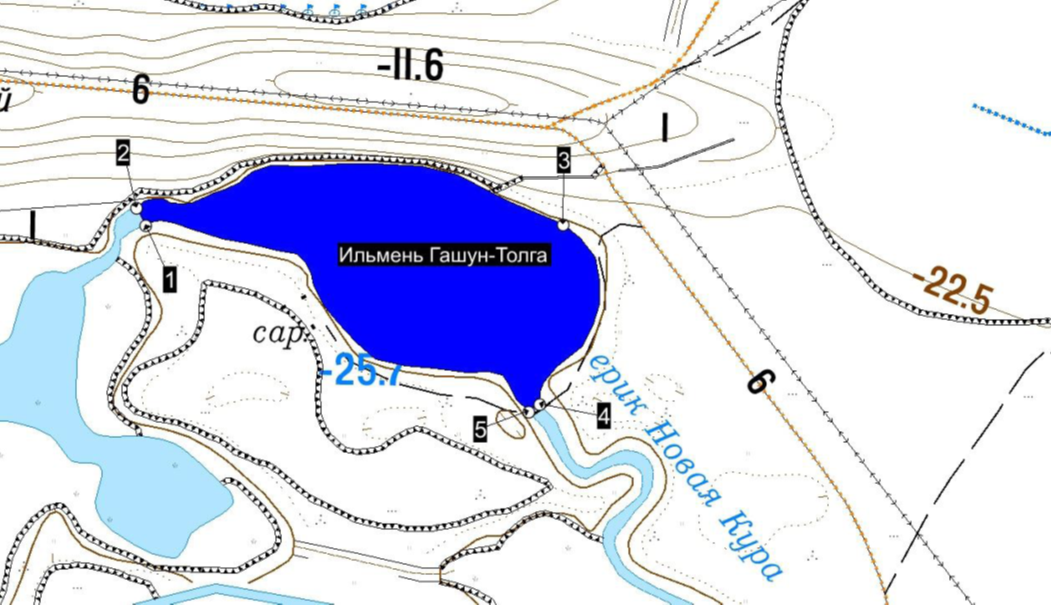 -II.6
6
й
I
2
3
I
Ильмень Гашун-Толга
1
-22.5
сар.
-25.7
6
ерик Новая Кура
4
5